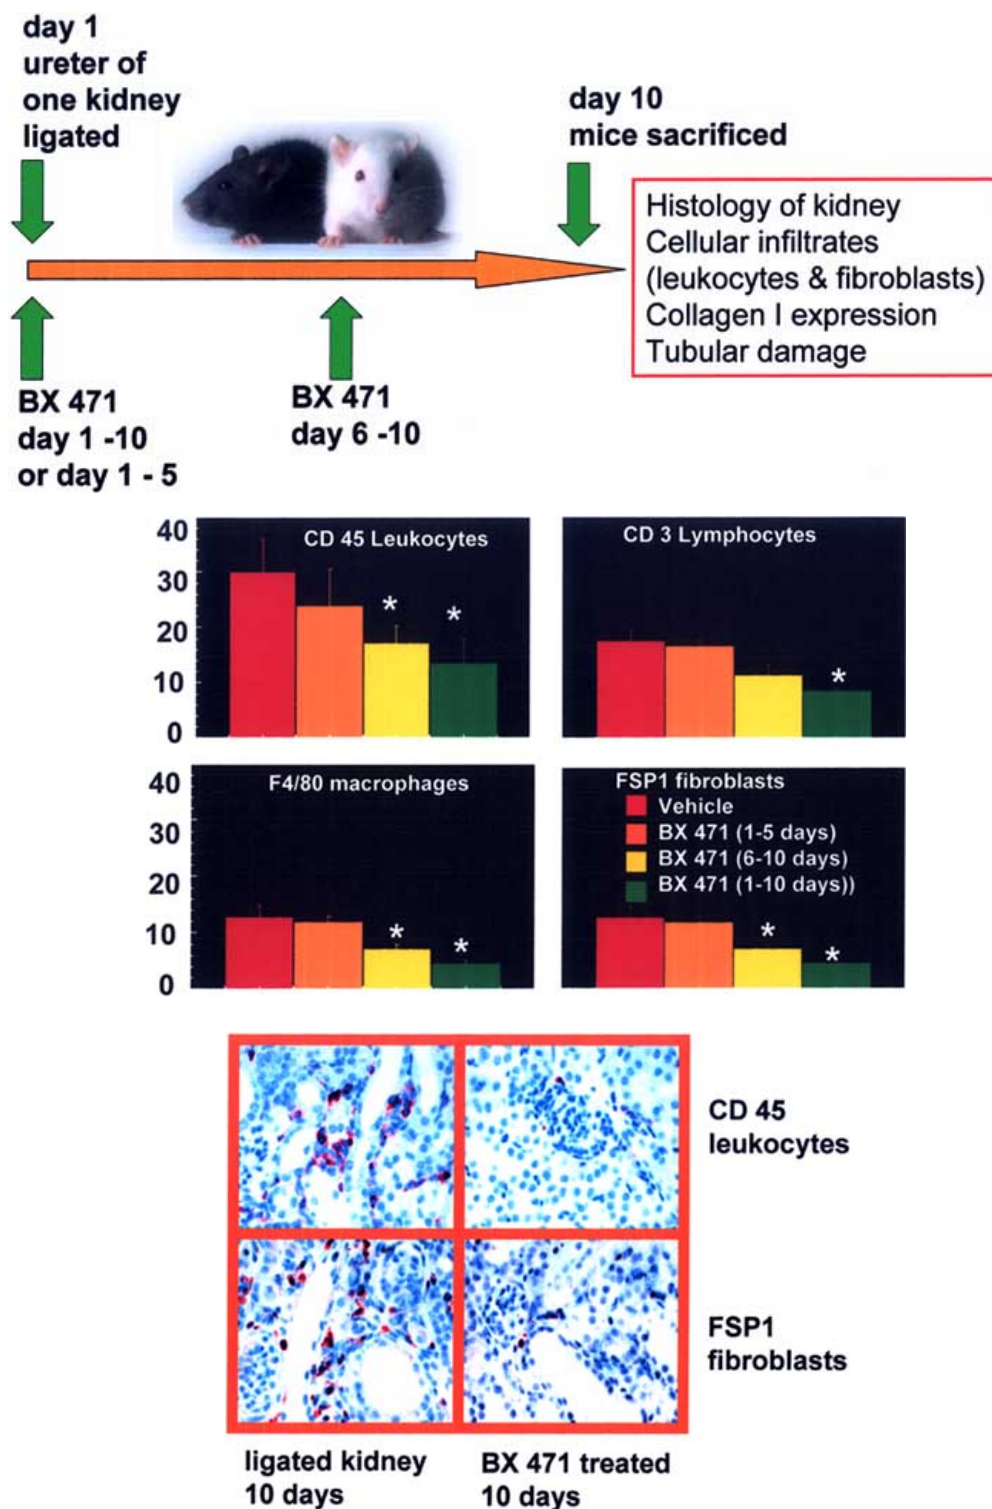 day 1
ureter of
one kidney
ligated
day 10
mice sacrificed
Histology of kidney
Cellular infiltrates
(leukocytes & fibroblasts)
Collagen I expression
Tubular damage
BX 471
day 1 -10
or day 1 - 5
BX 471
day 6 -10
40
30
20
10
0
CD 45 Leukocytes
*
*
CD 3 Lymphocytes
*
40
30
20
10
0
F4/80 macrophages
*
*
FSP1 fibroblasts
Vehicle
BX 471 (1-5 days)
BX 471 (6-10 days)
BX 471 (1-10 days))
*
*
CD 45
leukocytes
FSP1
fibroblasts
ligated kidney
10 days
BX 471 treated
10 days